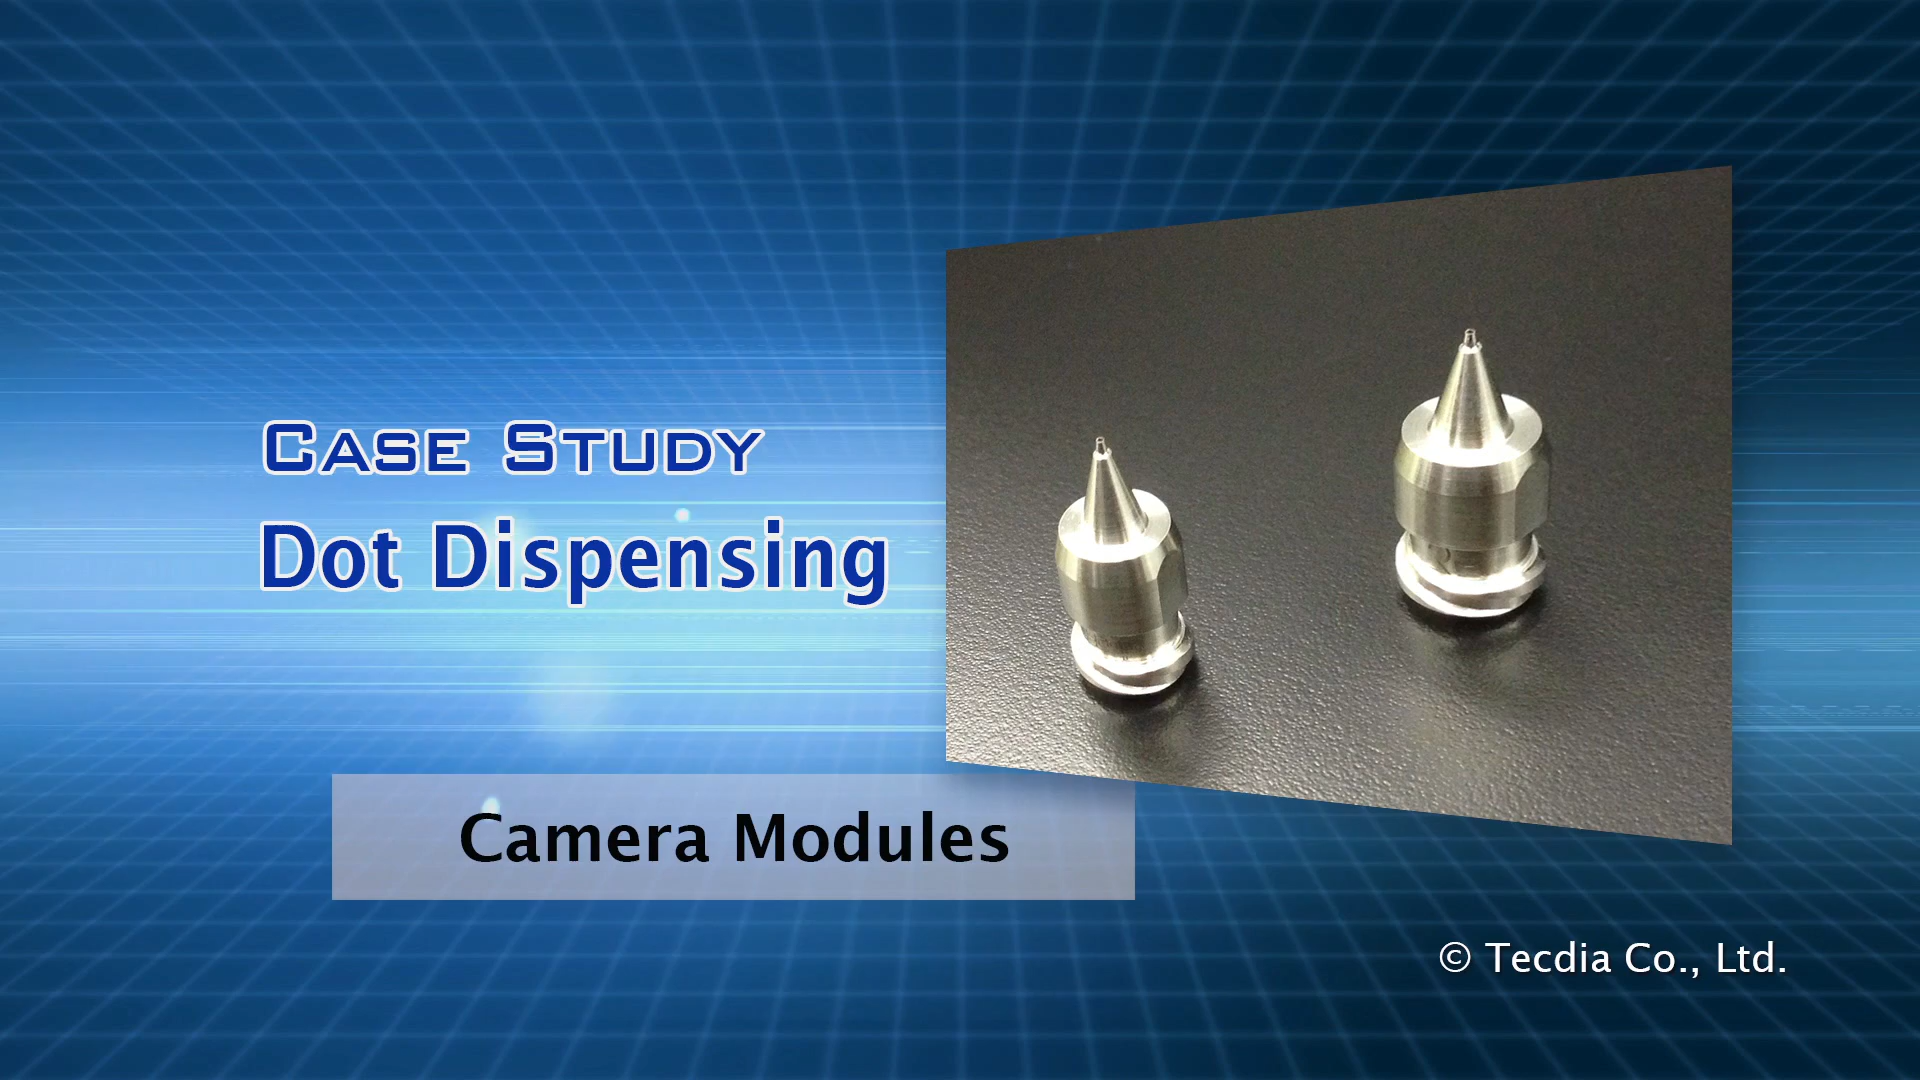 Case Study
Dot Dispensing
Camera Modules
© Tecdia Co., Ltd.